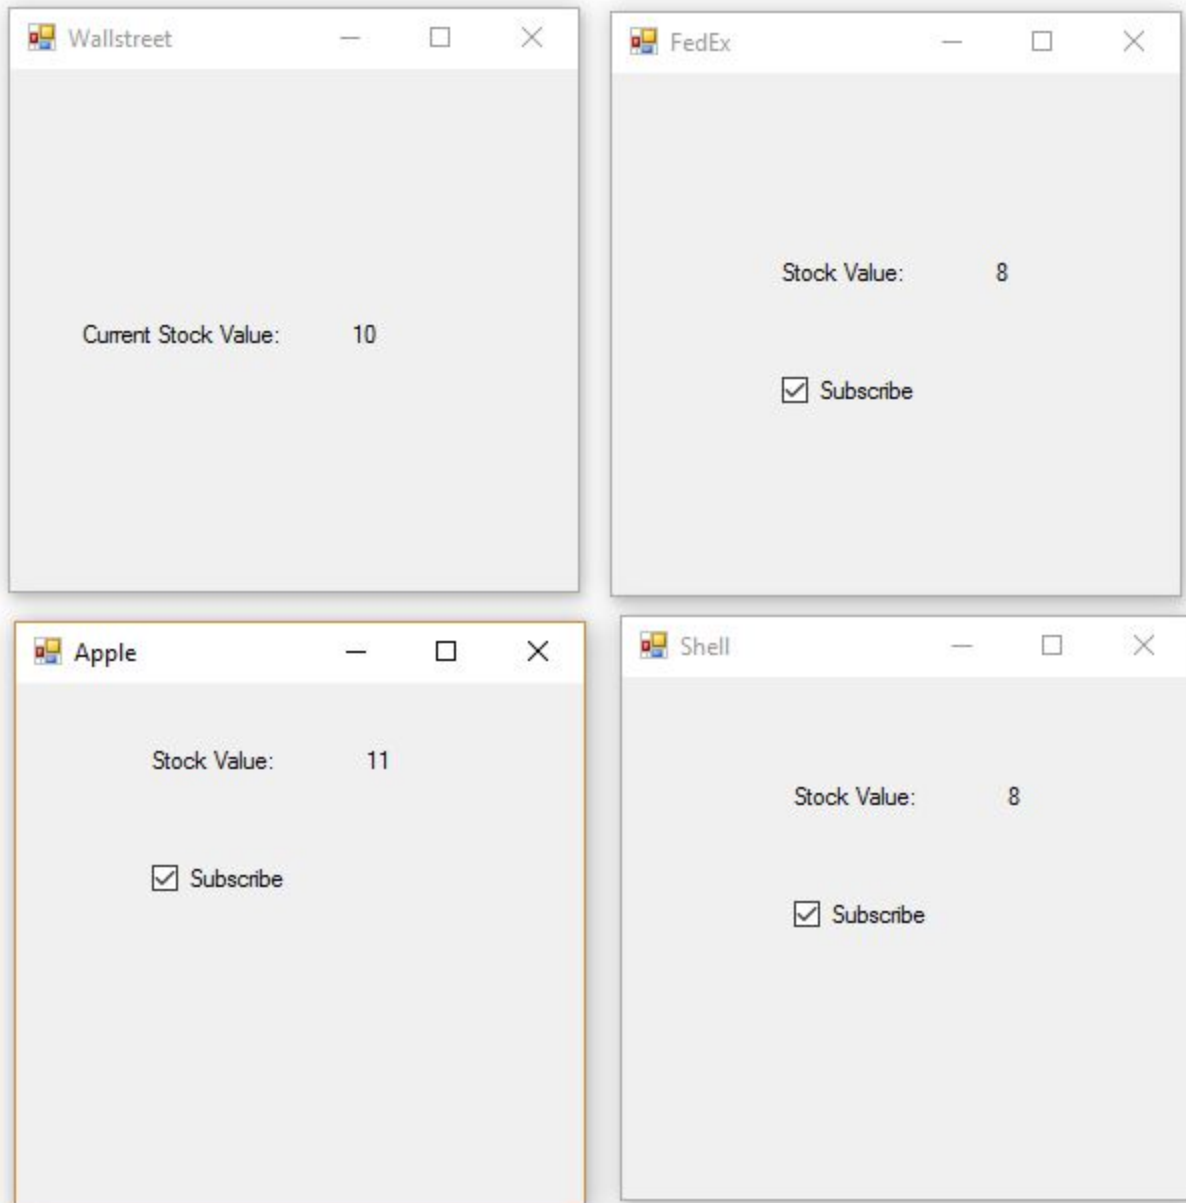 Wallstreet
Current Stock Value: 10
FedEx
Stock Value: 8
Subscribe
Apple
Stock Value: 11
Subscribe
Shell
Stock Value: 8
Subscribe